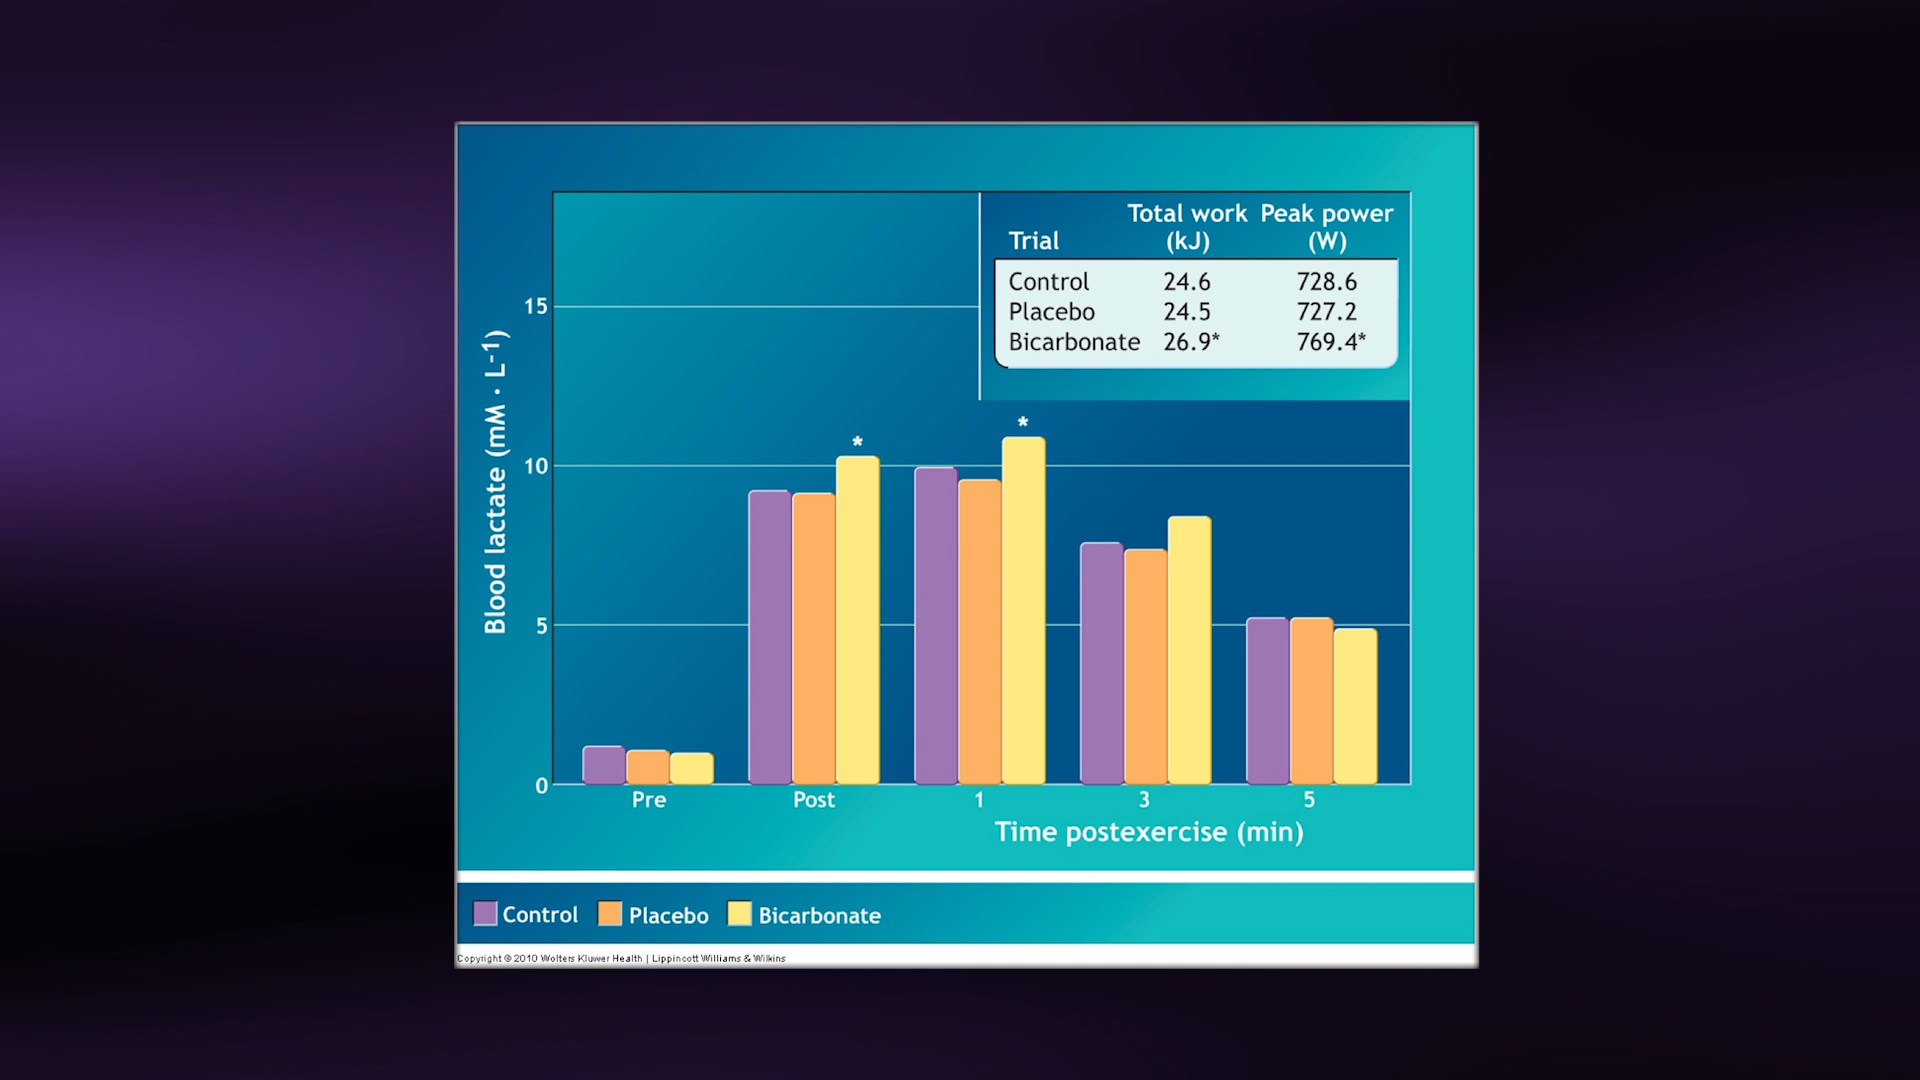 Total work Peak power
Trial (kJ) (W)
Control 24.6 728.6
Placebo 24.5 727.2
Bicarbonate 26.9* 769.4*
Blood lactate (mM · L-1)
15
10
5
0
*
*
Pre Post 1 3 5
Time postexercise (min)
Control Placebo Bicarbonate
Copyright © 2010 Wolters Kluwer Health | Lippincott Williams & Wilkins